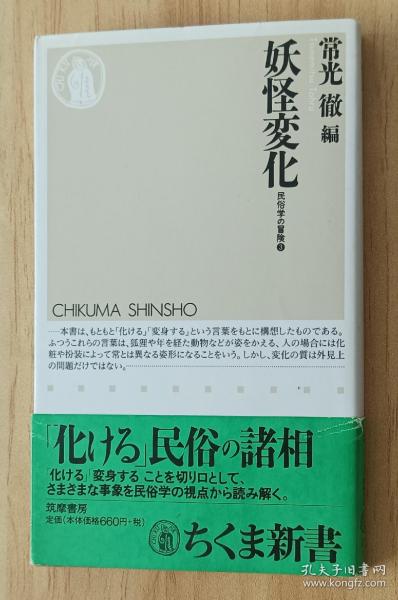 常光 徹 編
Tsunemitsu Toru
妖怪変化
民俗学の冒険❸
CHIKUMA SHINSHO
──本書は、もともと「化ける」「変身する」という言葉をもとに構想したものである。
ふつうこれらの言葉は、狐狸や年を経た動物などが姿をかえる、人の場合には化
粧や扮装によって常とは異なる姿形になることをいう。しかし、変化の質は外見上
の問題だけではない。
「化ける」民俗の諸相
「化ける」「変身する」ことを切り口として、
さまざまな事象を民俗学の視点から読み解く。
筑摩書房
定価(本体価格660円+税)
ちくま新書
孔夫子旧书网
www.kongfz.com